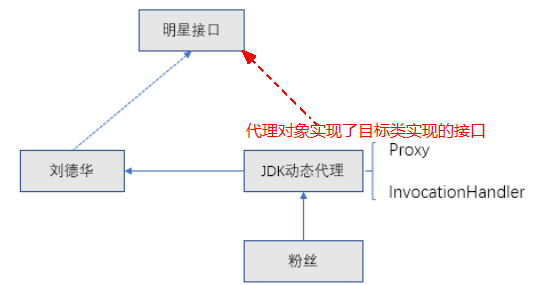 明星接口
代理对象实现了目标类实现的接口
刘德华
JDK动态代理
Proxy
InvocationHandler
粉丝